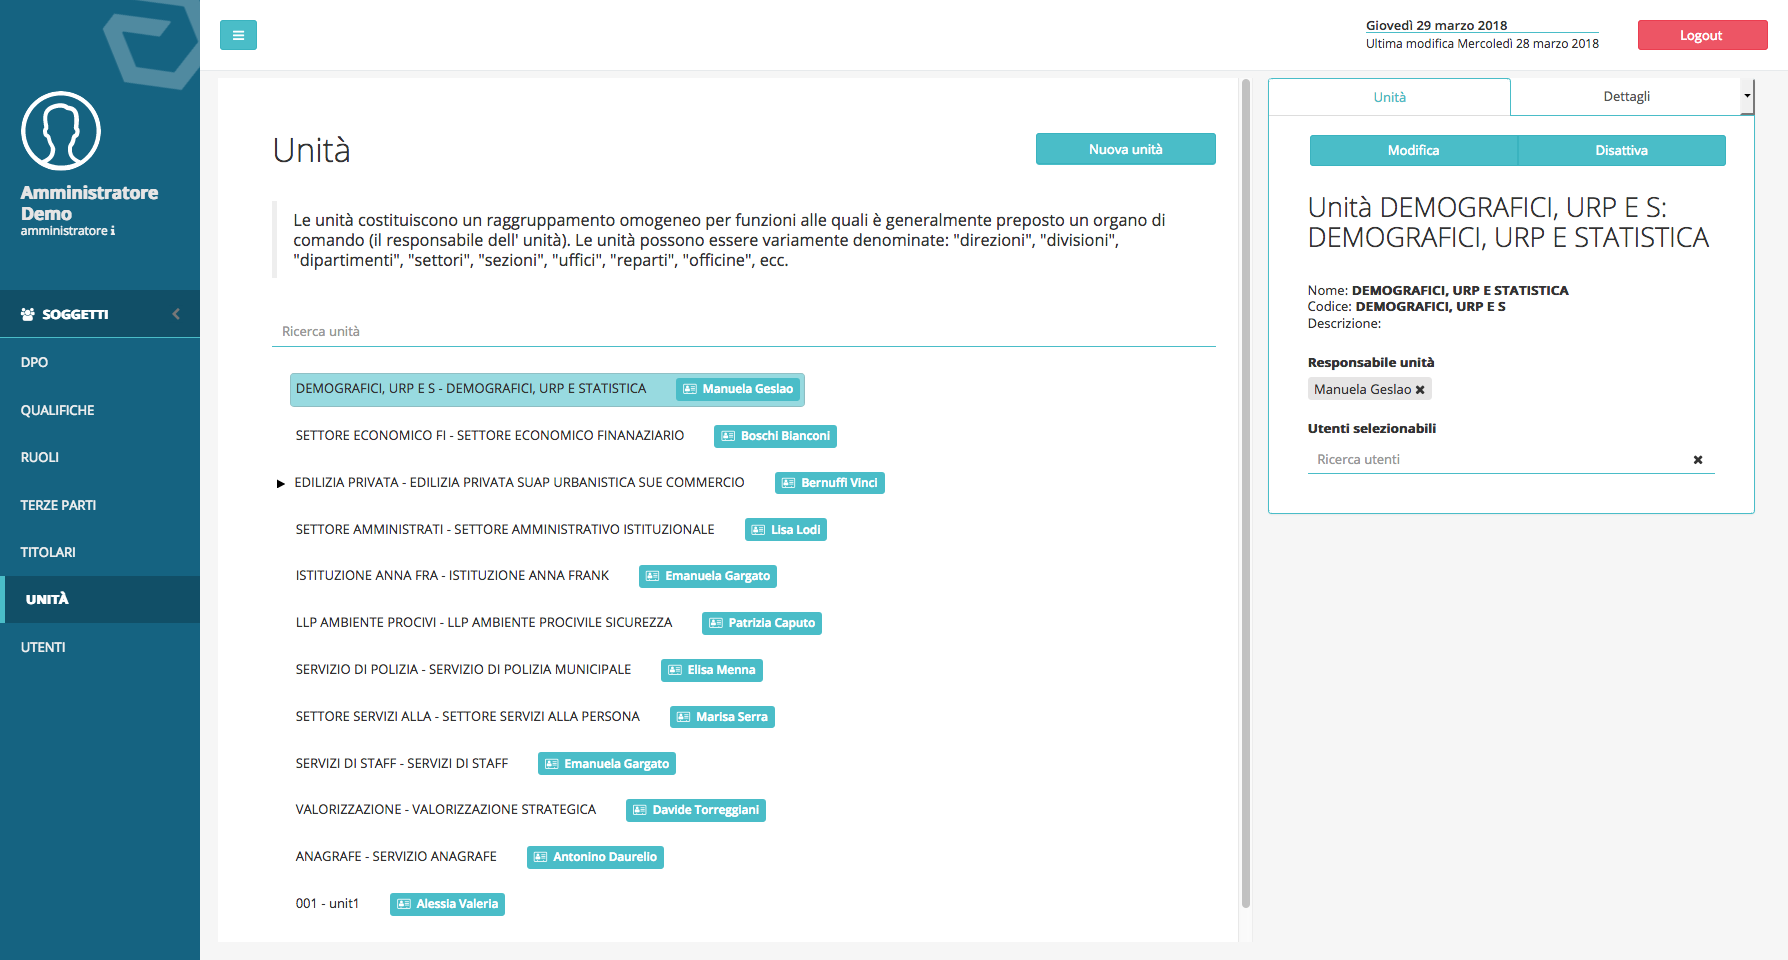 Amministratore
Demo
amministratore i
SOGGETTI
DPO
QUALIFICHE
RUOLI
TERZE PARTI
TITOLARI
UNITÀ
UTENTI
Giovedì 29 marzo 2018
Ultima modifica Mercoledì 28 marzo 2018
Logout
Unità
Nuova unità
Le unità costituiscono un raggruppamento omogeneo per funzioni alle quali è generalmente preposto un organo di
comando (il responsabile dell' unità). Le unità possono essere variamente denominate: "direzioni", "divisioni",
"dipartimenti", "settori", "sezioni", "uffici", "reparti", "officine", ecc.
Ricerca unità
DEMOGRAFICI, URP E S - DEMOGRAFICI, URP E STATISTICA Manuela Geslao
SETTORE ECONOMICO FI - SETTORE ECONOMICO FINANAZIARIO Boschi Bianconi
EDILIZIA PRIVATA - EDILIZIA PRIVATA SUAP URBANISTICA SUE COMMERCIO Bernuffi Vinci
SETTORE AMMINISTRATI - SETTORE AMMINISTRATIVO ISTITUZIONALE Lisa Lodi
ISTITUZIONE ANNA FRA - ISTITUZIONE ANNA FRANK Emanuela Gargato
LLP AMBIENTE PROCIVI - LLP AMBIENTE PROCIVILE SICUREZZA Patrizia Caputo
SERVIZIO DI POLIZIA - SERVIZIO DI POLIZIA MUNICIPALE Elisa Menna
SETTORE SERVIZI ALLA - SETTORE SERVIZI ALLA PERSONA Marisa Serra
SERVIZI DI STAFF - SERVIZI DI STAFF Emanuela Gargato
VALORIZZAZIONE - VALORIZZAZIONE STRATEGICA Davide Torreggiani
ANAGRAFE - SERVIZIO ANAGRAFE Antonino Daurelio
001 - unit1 Alessia Valeria
Unità
Dettagli
Modifica
Disattiva
Unità DEMOGRAFICI, URP E S:
DEMOGRAFICI, URP E STATISTICA
Nome: DEMOGRAFICI, URP E STATISTICA
Codice: DEMOGRAFICI, URP E S
Descrizione:
Responsabile unità
Manuela Geslao ✖
Utenti selezionabili
Ricerca utenti ✖